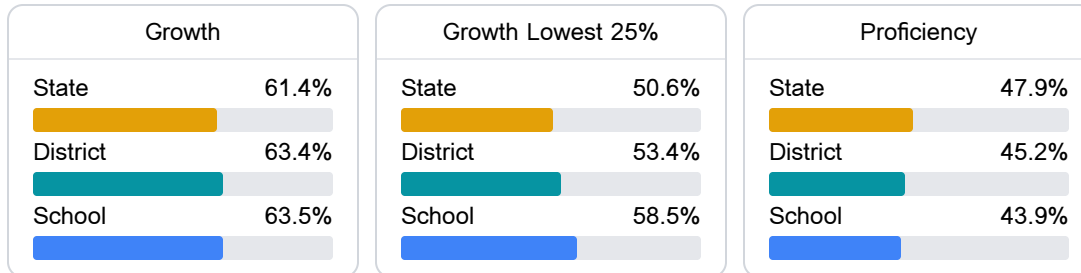 Growth
State 61.4%
District 63.4%
School 63.5%
Growth Lowest 25%
State 50.6%
District 53.4%
School 58.5%
Proficiency
State 47.9%
District 45.2%
School 43.9%